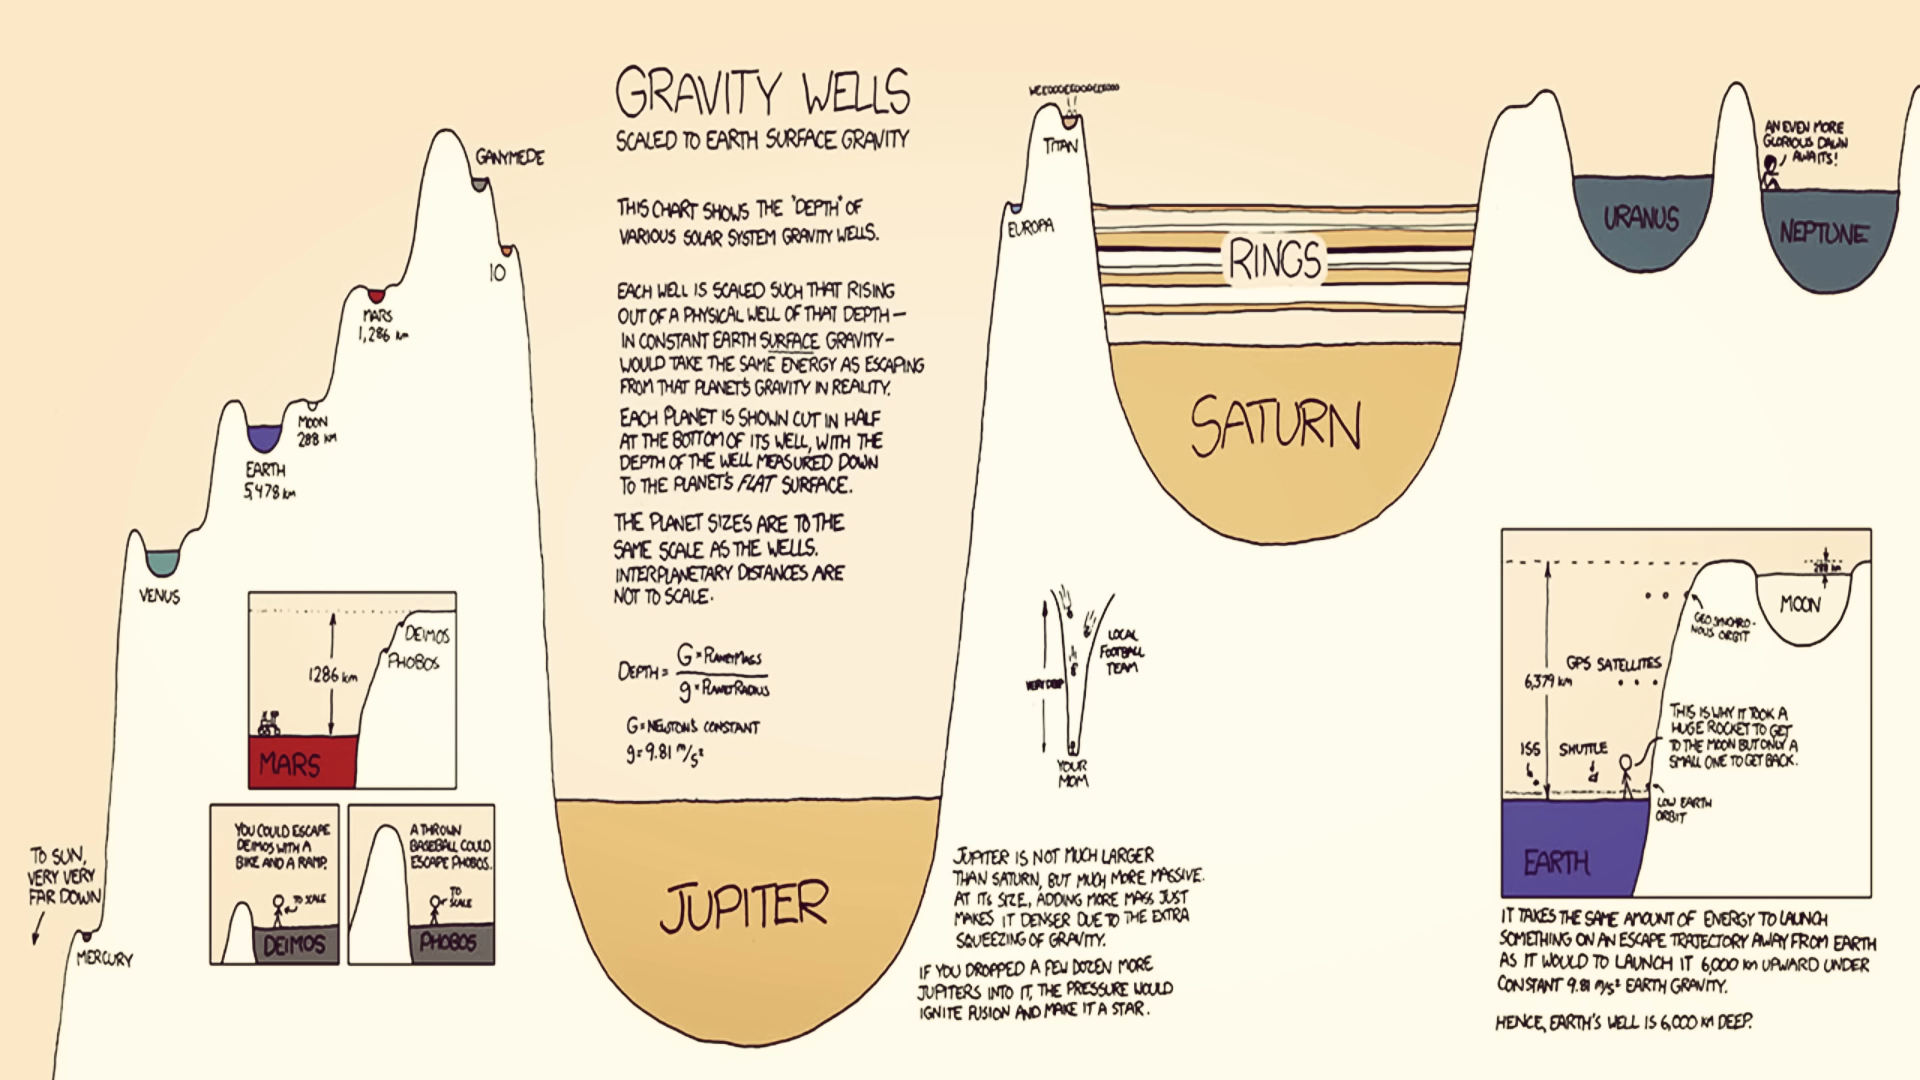 GRAVITY WELLS
SCALED TO EARTH SURFACE GRAVITY
THIS CHART SHOWS THE "DEPTH" OF
VARIOUS SOLAR SYSTEM GRAVITY WELLS.
EACH WELL IS SCALED SUCH THAT RISING
OUT OF A PHYSICAL WELL OF THAT DEPTH—
IN CONSTANT EARTH SURFACE GRAVITY—
WOULD TAKE THE SAME ENERGY AS ESCAPING
FROM THAT PLANET'S GRAVITY IN REALITY.
EACH PLANET IS SHOWN CUT IN HALF
AT THE BOTTOM OF ITS WELL, WITH THE
DEPTH OF THE WELL MEASURED DOWN
TO THE PLANET'S FLAT SURFACE.
THE PLANET SIZES ARE TO THE
SAME SCALE AS THE WELLS.
INTERPLANETARY DISTANCES ARE
NOT TO SCALE.
DEPTH = G × PLANETMASS
g × PLANETRADIUS
G = NEWTON'S CONSTANT
g = 9.81 m/s²
TO SUN,
VERY VERY
FAR DOWN
MERCURY
VENUS
EARTH
5,478 km
MOON
288 km
MARS
1,286 km
GANYMEDE
IO
1286 km
DEIMOS
PHOBOS
MARS
YOU COULD ESCAPE
DEIMOS WITH A
BIKE AND A RAMP.
TO SCALE
DEIMOS
A THROWN
BASEBALL COULD
ESCAPE PHOBOS.
TO
SCALE
PHOBOS
JUPITER
EUROPA
TITAN
RINGS
SATURN
VERY DEEP
LOCAL
FOOTBALL
TEAM
YOUR
MOM
JUPITER IS NOT MUCH LARGER
THAN SATURN, BUT MUCH MORE MASSIVE.
AT ITS SIZE, ADDING MORE MASS JUST
MAKES IT DENSER DUE TO THE EXTRA
SQUEEZING OF GRAVITY.
IF YOU DROPPED A FEW DOZEN MORE
JUPITERS INTO IT, THE PRESSURE WOULD
IGNITE FUSION AND MAKE IT A STAR.
URANUS
AN EVEN MORE
GLORIOUS DAWN
AWAITS!
NEPTUNE
288 km
MOON
GEOSYNCHRO-
NOUS ORBIT
GPS SATELLITES
6,379 km
THIS IS WHY IT TOOK A
HUGE ROCKET TO GET
TO THE MOON BUT ONLY A
SMALL ONE TO GET BACK.
ISS
SHUTTLE
LOW EARTH
ORBIT
EARTH
IT TAKES THE SAME AMOUNT OF ENERGY TO LAUNCH
SOMETHING ON AN ESCAPE TRAJECTORY AWAY FROM EARTH
AS IT WOULD TO LAUNCH IT 6,000 km UPWARD UNDER
CONSTANT 9.81 m/s² EARTH GRAVITY.
HENCE, EARTH'S WELL IS 6,000 km DEEP.